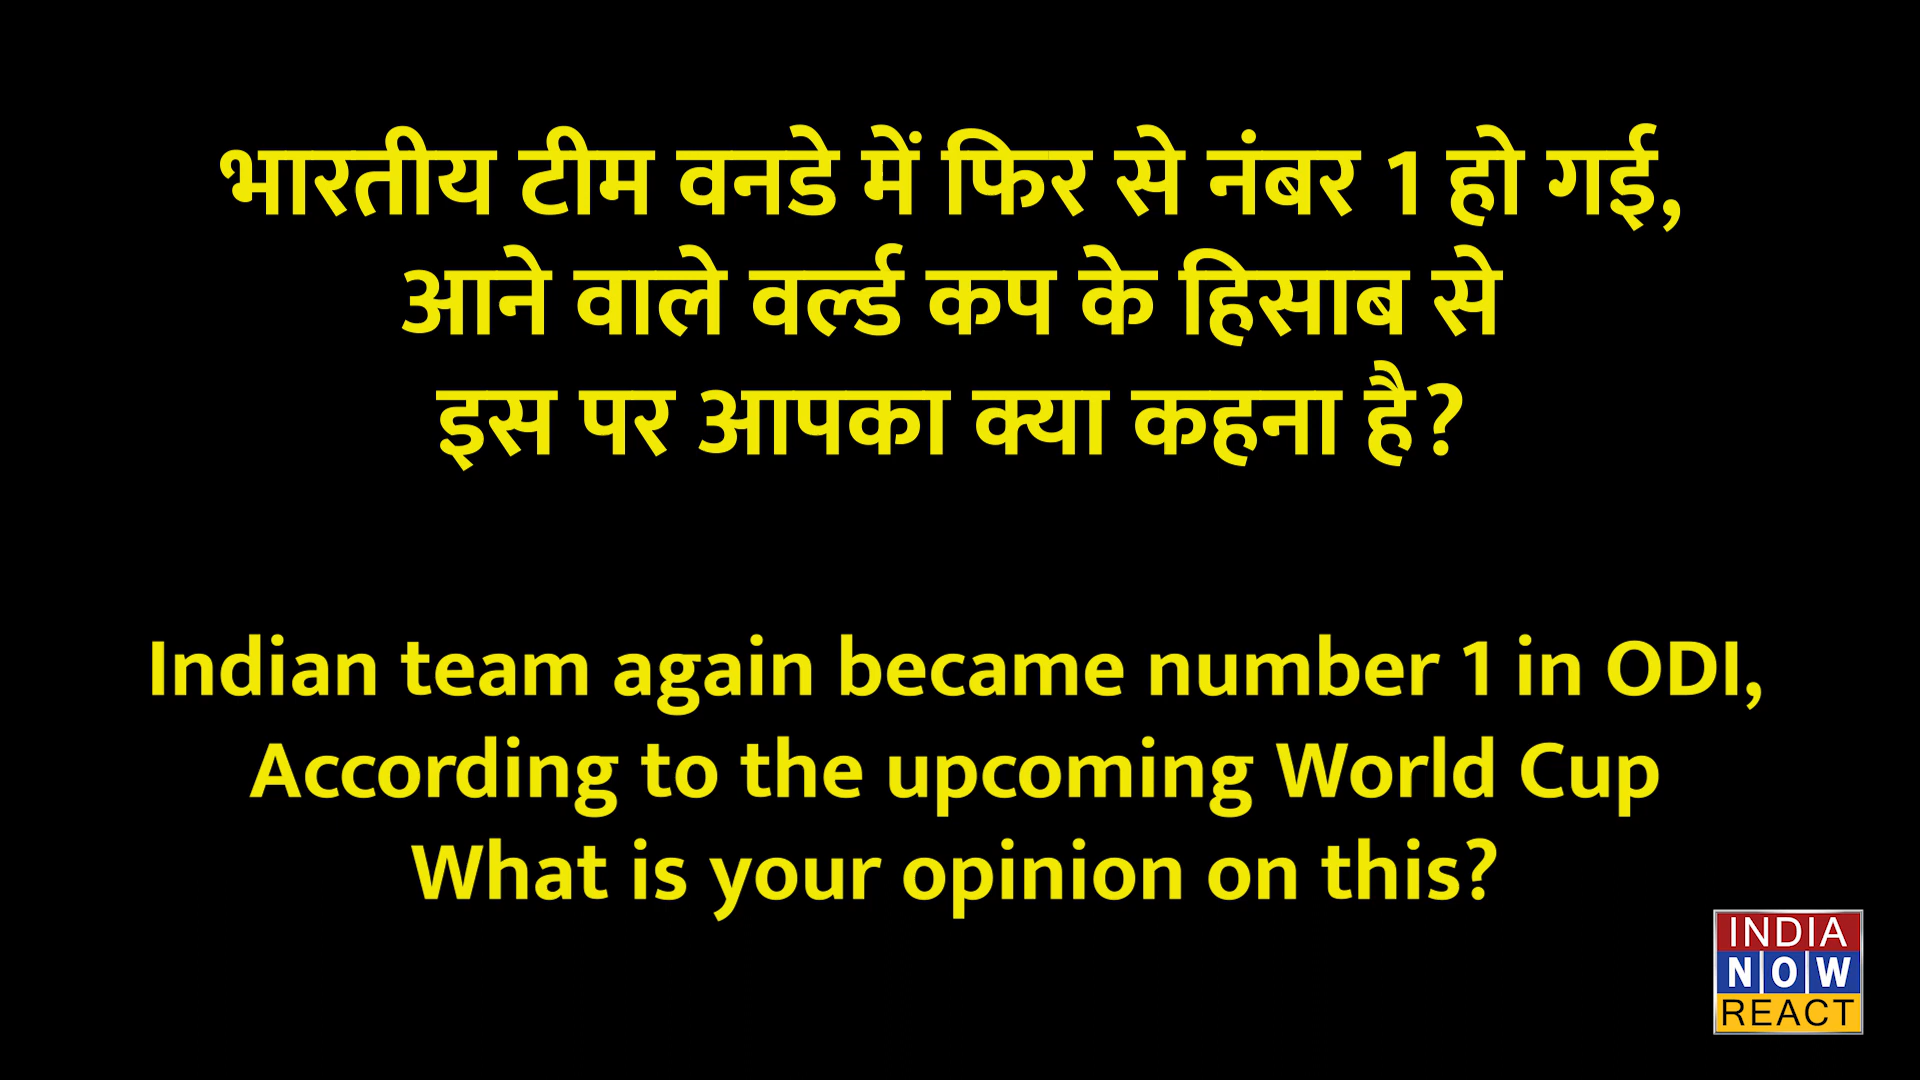 भारतीय टीम वनडे में फिर से नंबर 1 हो गई,
आने वाले वर्ल्ड कप के हिसाब से
इस पर आपका क्या कहना है?
Indian team again became number 1 in ODI,
According to the upcoming World Cup
What is your opinion on this?
INDIA
NOW
REACT